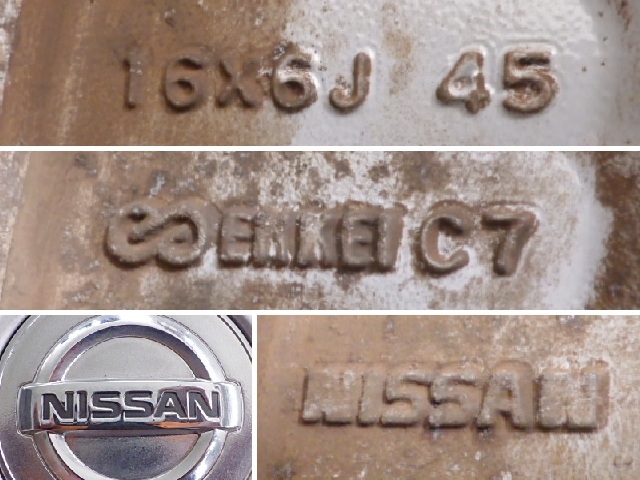 16X6J 45
ENKEI C7
NISSAN
NISSAN